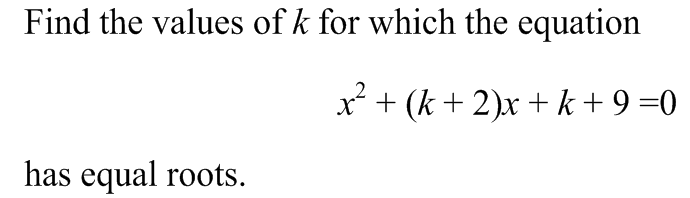 Find the values of k for which the equation
x² + (k + 2)x + k + 9 =0
has equal roots.